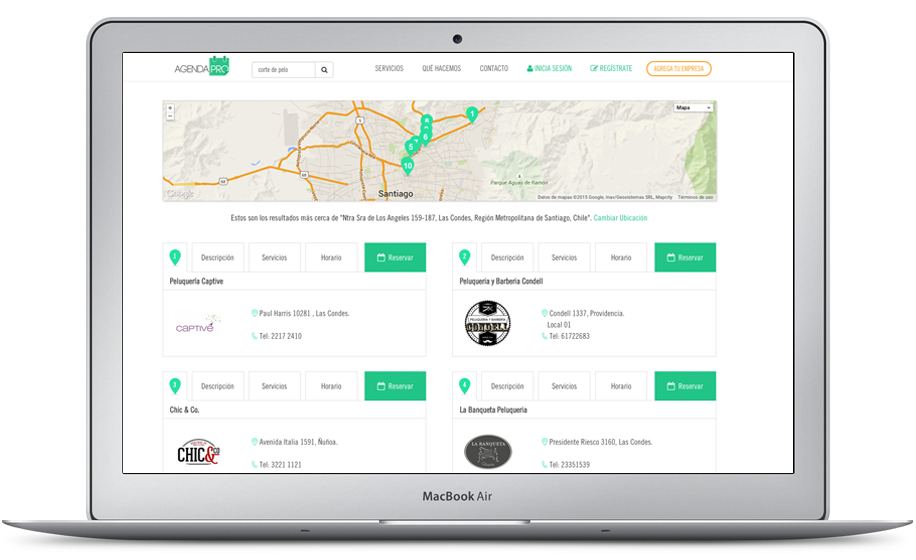 AGENDAPRO
corte de pelo
SERVICIOS
QUÉ HACEMOS
CONTACTO
INICIA SESIÓN
REGÍSTRATE
AGREGA TU EMPRESA
+
−
Mapa
1
6
5
10
Santiago
Parque Aguas de Ramón
Google
Datos de mapas ©2015 Google, Inav/Geosistemas SRL, Mapcity
Términos de uso
Estos son los resultados más cerca de "Ntra Sra de Los Angeles 159-187, Las Condes, Región Metropolitana de Santiago, Chile". Cambiar Ubicación
1 Descripción Servicios Horario Reservar
Peluquería Captive
captive
Paul Harris 10281 , Las Condes.
Tel: 2217 2410
2 Descripción Servicios Horario Reservar
Peluqueria y Barbería Condell
PELUQUERIA Y BARBERIA
CONDELL
Condell 1337, Providencia.
Local 01
Tel: 61722683
3 Descripción Servicios Horario Reservar
Chic & Co.
CHIC& CO
Avenida Italia 1591, Ñuñoa.
Tel: 3221 1121
4 Descripción Servicios Horario Reservar
La Banqueta Peluqueria
LA BANQUETA
Presidente Riesco 3160, Las Condes.
Tel: 23351539
MacBook Air